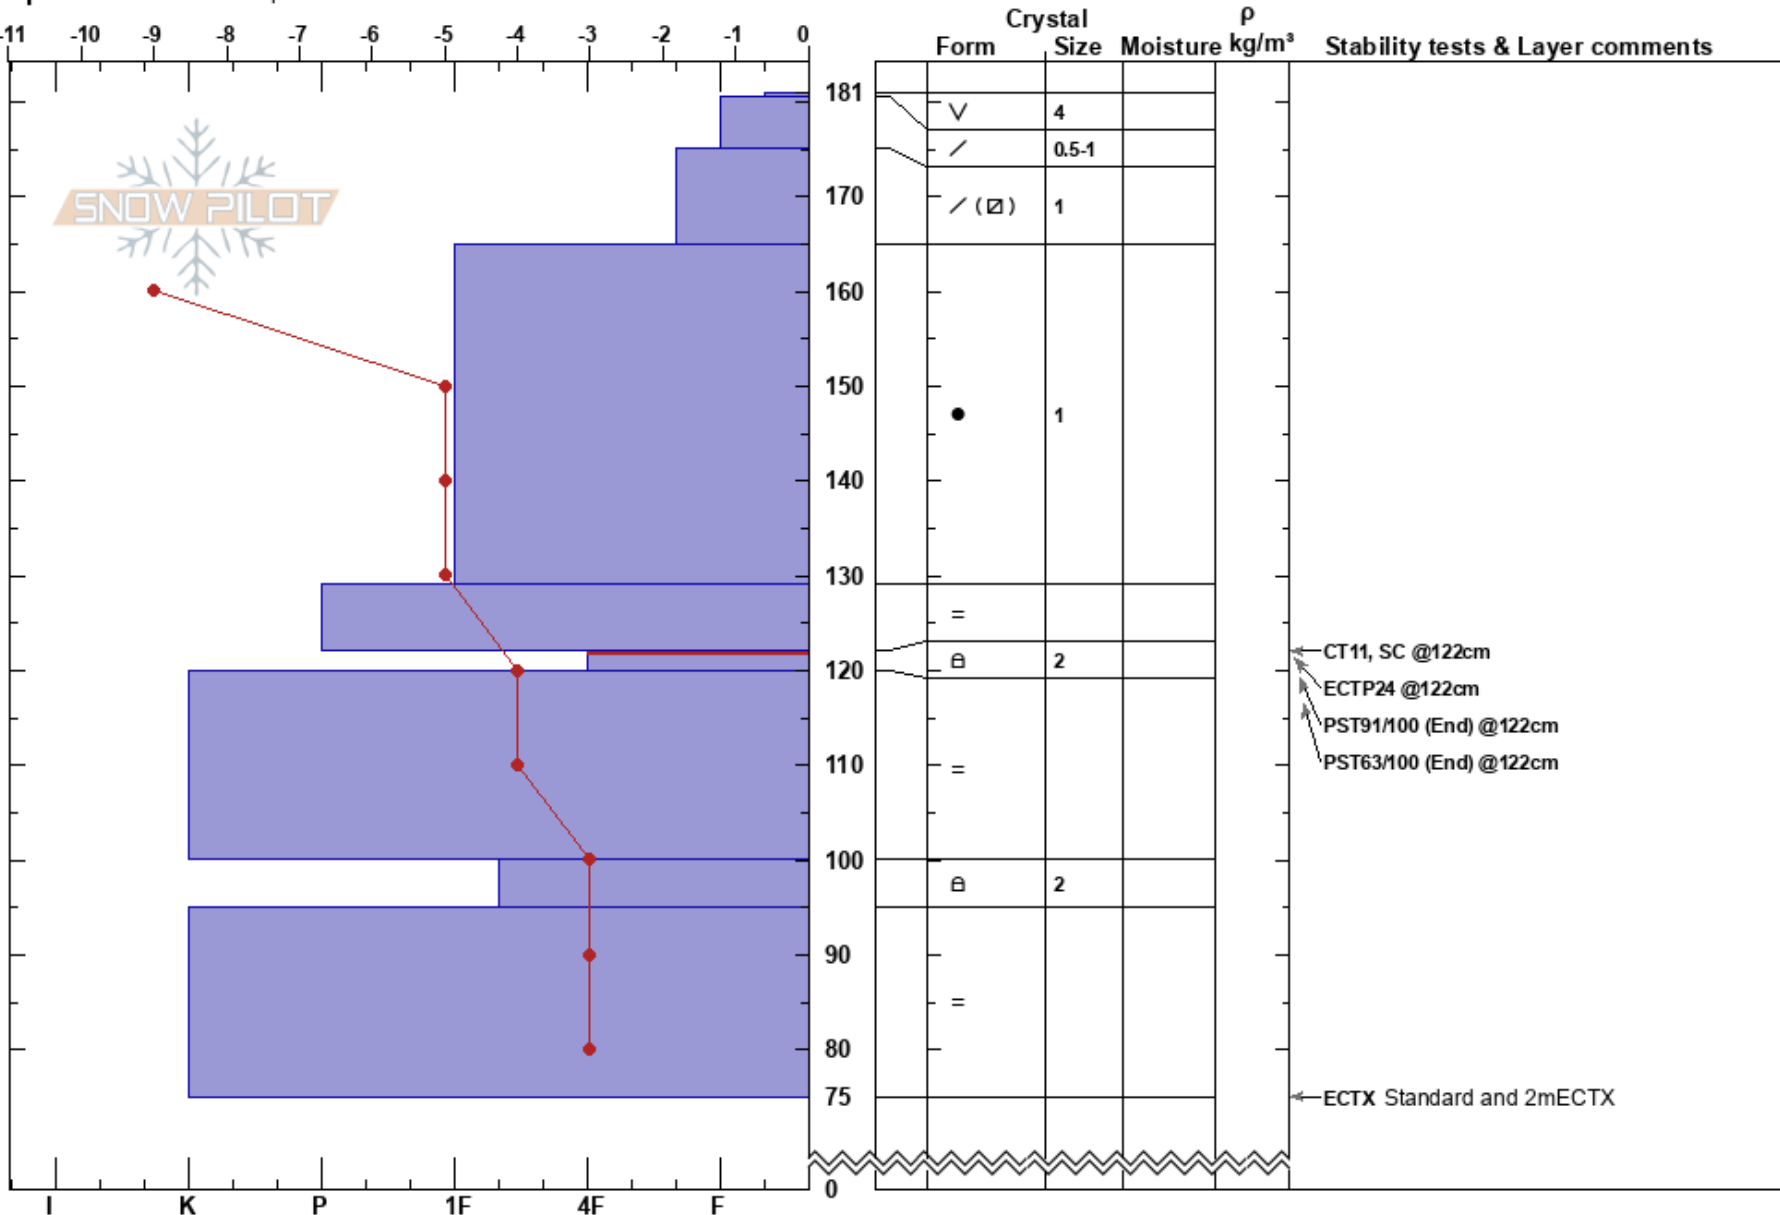 Crystal ρ
-11 -10 -9 -8 -7 -6 -5 -4 -3 -2 -1 0 Form Size Moisture kg/m³ Stability tests & Layer comments
181
V 4
/ 0.5-1
SNOW PILOT
170 / (⧄) 1
160
150
● 1
140
130
=
CT11, SC @122cm
120 2
ECTP24 @122cm
PST91/100 (End) @122cm
110 = PST63/100 (End) @122cm
100
2
90
=
80
75 ECTX Standard and 2mECTX
0
I K P 1F 4F F